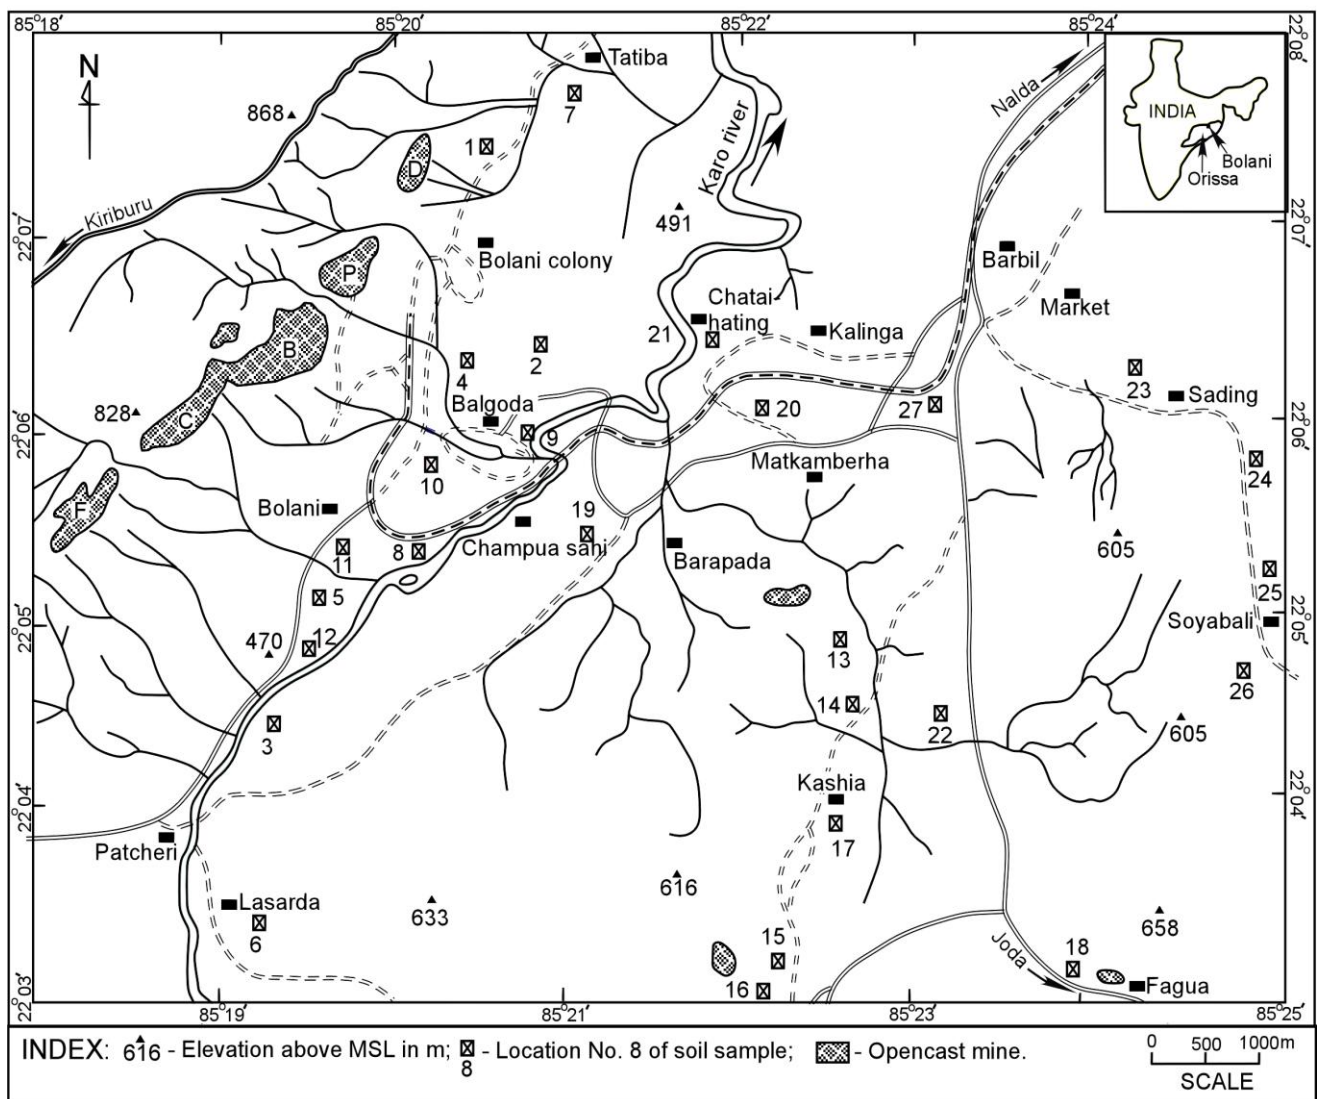 85°18'
85°20'
85°22'
85°24'
22°08'
N
Tatiba
7
868
1
D
Karo river
Nalda
INDIA
Bolani
Orissa
Kiriburu
22°07'
22°07'
491
P
Bolani colony
Barbil
Market
Chatai-
hating
21
Kalinga
B
2
4
23
Sading
828
C
Balgoda
9
20
27
22°06'
22°06'
10
Matkamberha
24
F
Bolani
19
8
Champua sahi
Barapada
605
11
5
25
22°05'
22°05'
Soyabali
470
12
13
26
14
3
22
605
Kashia
22°04'
22°04'
17
Patcheri
616
633
Lasarda
6
658
15
Joda
18
16
Fagua
22°03'
85°19'
85°21'
85°23'
85°25'
INDEX: 616 - Elevation above MSL in m; 8 - Location No. 8 of soil sample; - Opencast mine.
0 500 1000m
SCALE